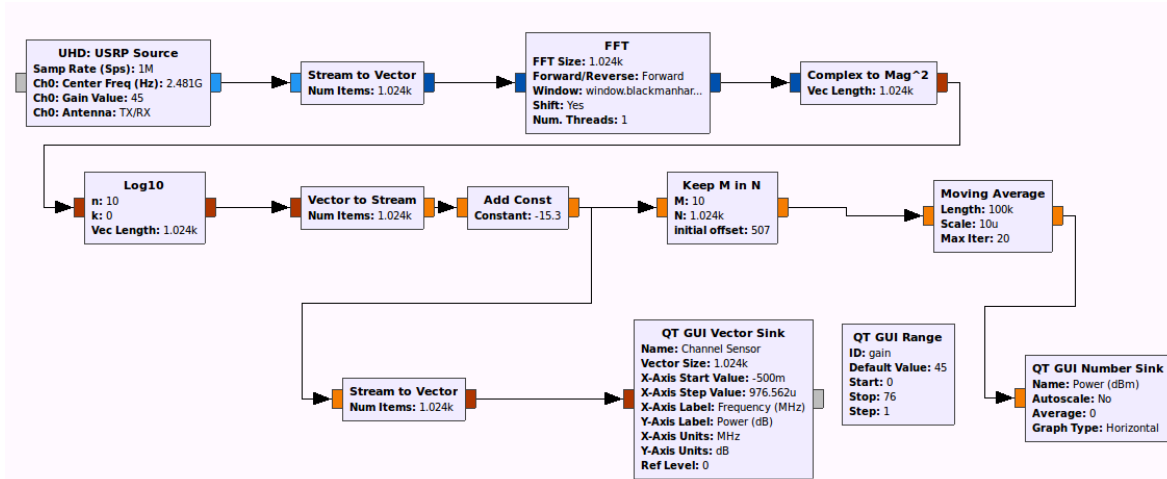 UHD: USRP Source
Samp Rate (Sps): 1M
Ch0: Center Freq (Hz): 2.481G
Ch0: Gain Value: 45
Ch0: Antenna: TX/RX
Stream to Vector
Num Items: 1.024k
FFT
FFT Size: 1.024k
Forward/Reverse: Forward
Window: window.blackmanhar...
Shift: Yes
Num. Threads: 1
Complex to Mag^2
Vec Length: 1.024k
Log10
n: 10
k: 0
Vec Length: 1.024k
Vector to Stream
Num Items: 1.024k
Add Const
Constant: -15.3
Keep M in N
M: 10
N: 1.024k
initial offset: 507
Moving Average
Length: 100k
Scale: 10u
Max Iter: 20
Stream to Vector
Num Items: 1.024k
QT GUI Vector Sink
Name: Channel Sensor
Vector Size: 1.024k
X-Axis Start Value: -500m
X-Axis Step Value: 976.562u
X-Axis Label: Frequency (MHz)
Y-Axis Label: Power (dB)
X-Axis Units: MHz
Y-Axis Units: dB
Ref Level: 0
QT GUI Range
ID: gain
Default Value: 45
Start: 0
Stop: 76
Step: 1
QT GUI Number Sink
Name: Power (dBm)
Autoscale: No
Average: 0
Graph Type: Horizontal